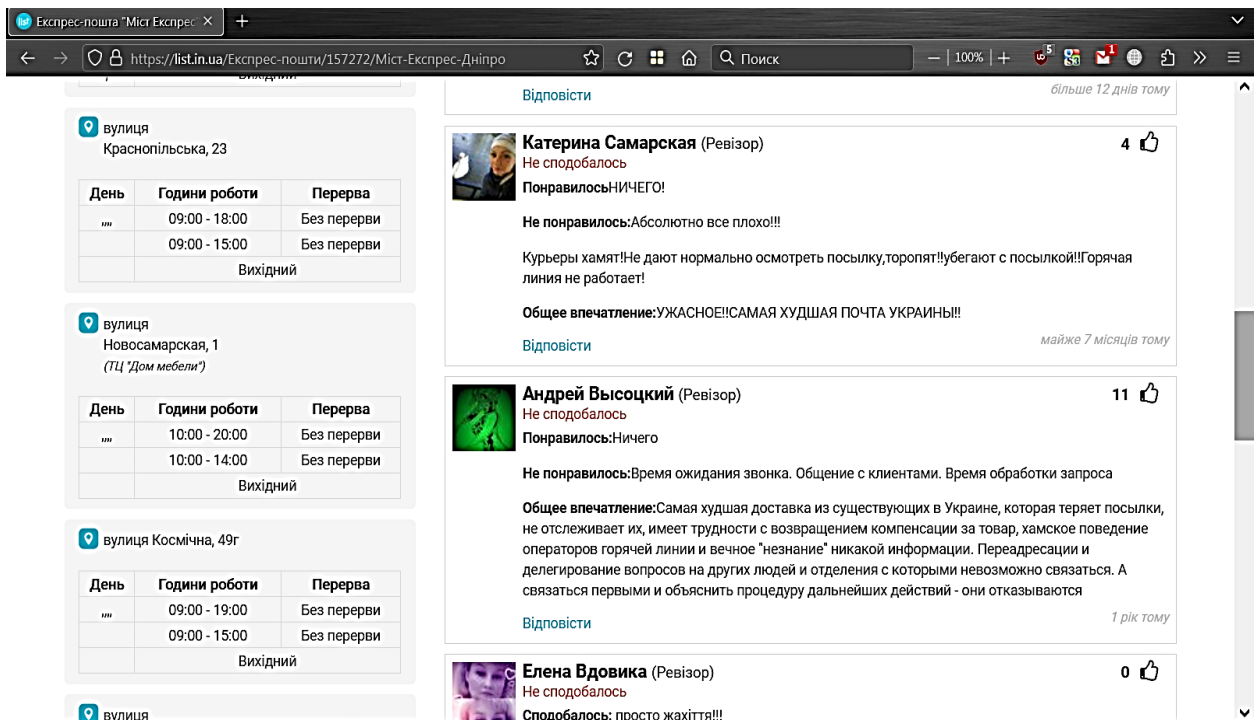 Експрес-пошта "Міст Експрес
https://list.in.ua/Експрес-пошти/157272/Міст-Експрес-Дніпро
Поиск
100%
5
1
вулиця
Краснопільська, 23
День Години роботи Перерва
,,,, 09:00 - 18:00 Без перерви
09:00 - 15:00 Без перерви
Вихідний
вулиця
Новосамарская, 1
(ТЦ "Дом мебели")
День Години роботи Перерва
,,,, 10:00 - 20:00 Без перерви
10:00 - 14:00 Без перерви
Вихідний
вулиця Космічна, 49г
День Години роботи Перерва
,,,, 09:00 - 19:00 Без перерви
09:00 - 15:00 Без перерви
Вихідний
вулиця
Відповісти
більше 12 днів тому
Катерина Самарская (Ревізор)
4
Не сподобалось
ПонравилосьНИЧЕГО!
Не понравилось:Абсолютно все плохо!!!
Курьеры хамят!Не дают нормально осмотреть посылку,торопят!!убегают с посылкой!!Горячая
линия не работает!
Общее впечатление:УЖАСНОЕ!!САМАЯ ХУДШАЯ ПОЧТА УКРАИНЫ!!
Відповісти
майже 7 місяців тому
Андрей Высоцкий (Ревізор)
11
Не сподобалось
Понравилось:Ничего
Не понравилось:Время ожидания звонка. Общение с клиентами. Время обработки запроса
Общее впечатление:Самая худшая доставка из существующих в Украине, которая теряет посылки,
не отслеживает их, имеет трудности с возвращением компенсации за товар, хамское поведение
операторов горячей линии и вечное "незнание" никакой информации. Переадресации и
делегирование вопросов на других людей и отделения с которыми невозможно связаться. А
связаться первыми и объяснить процедуру дальнейших действий - они отказываются
Відповісти
1 рік тому
Елена Вдовика (Ревізор)
0
Не сподобалось
Сподобалось: просто жахіття!!!